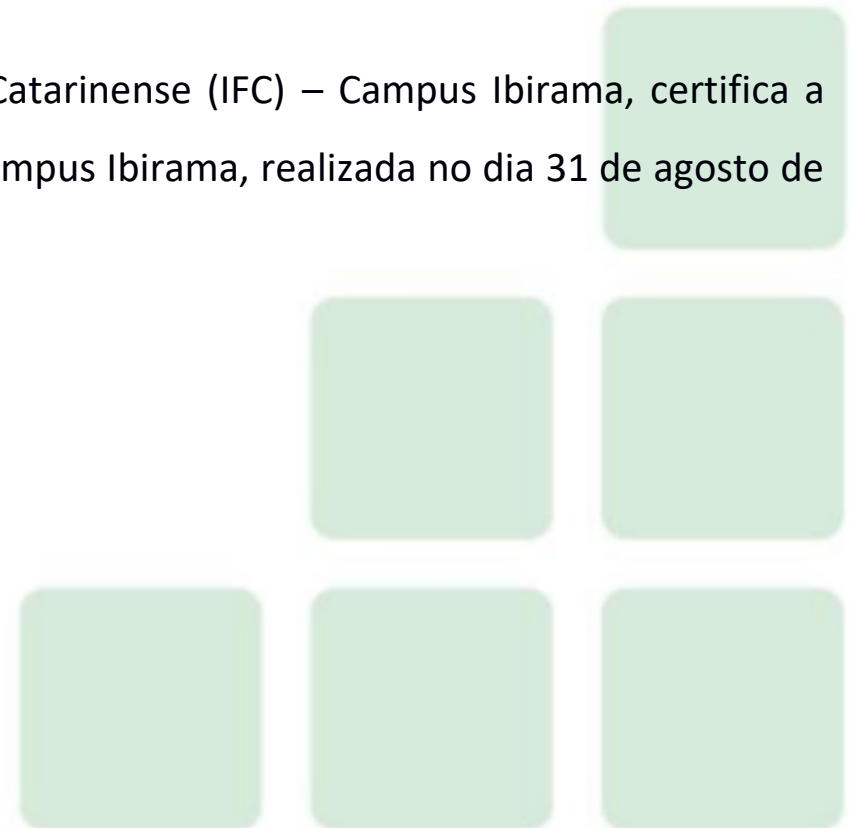 Catarinense (IFC) – Campus Ibirama, certifica a
mpus Ibirama, realizada no dia 31 de agosto de